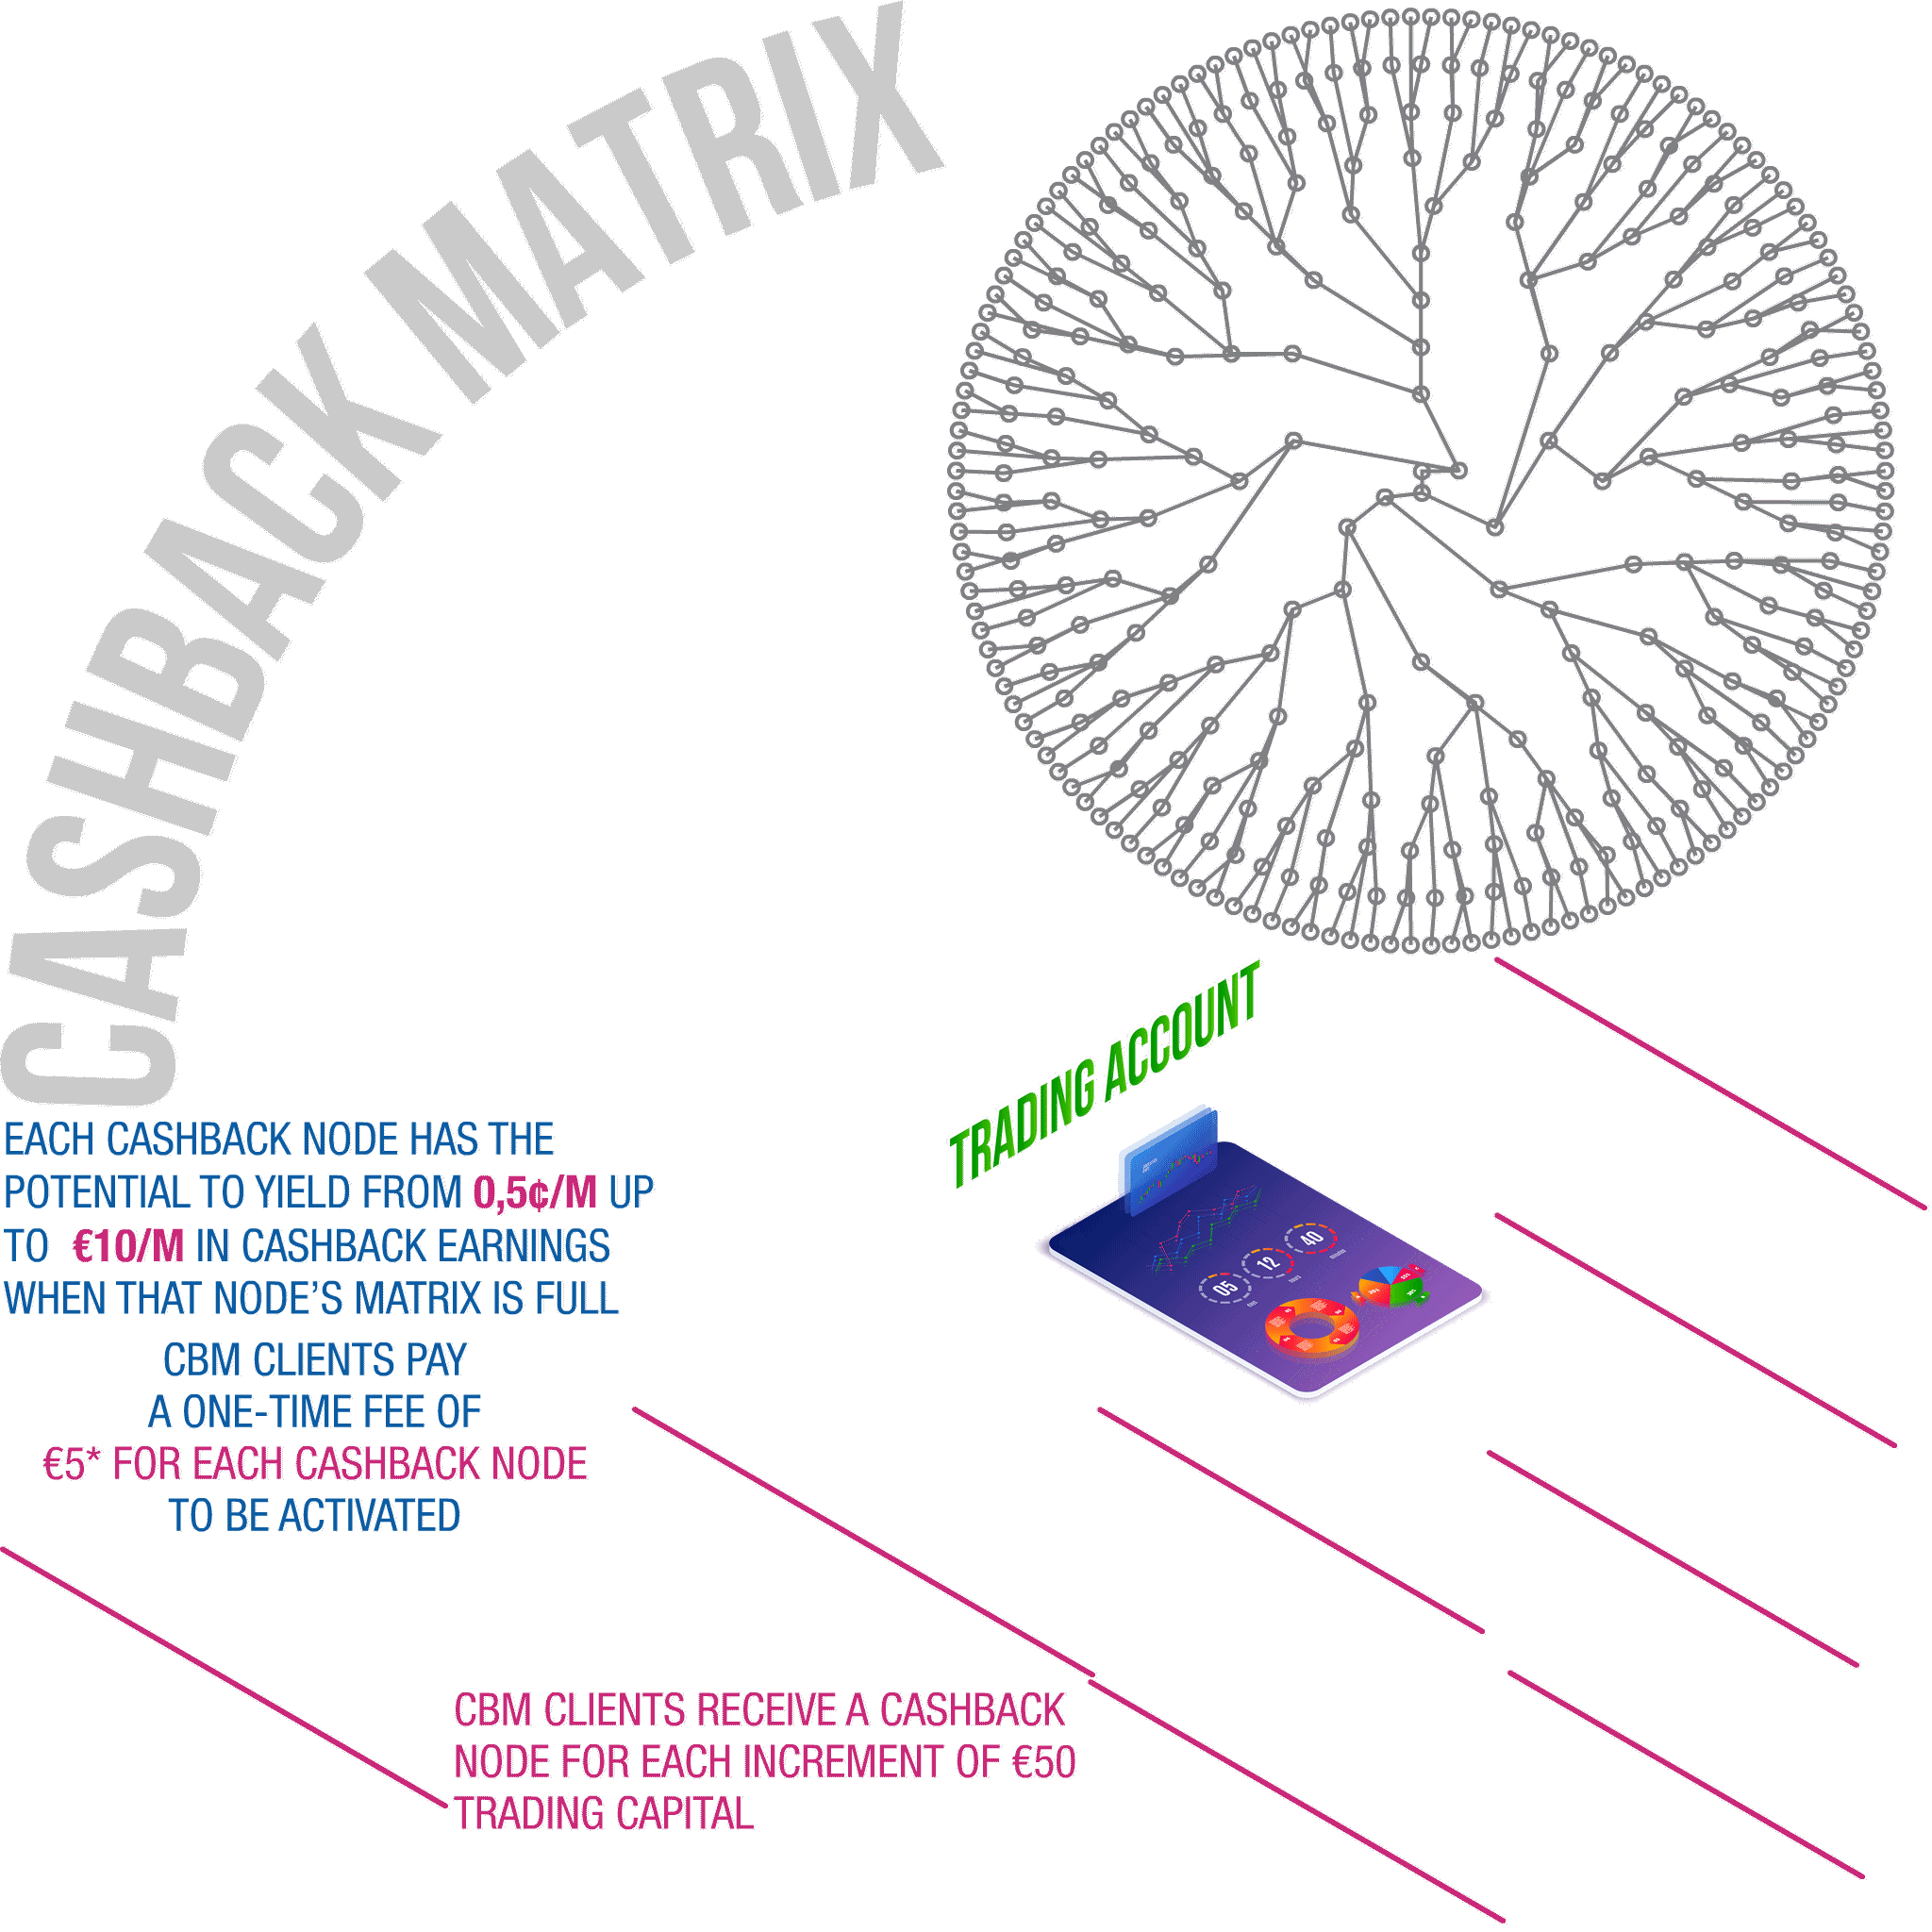 CASHBACK MATRIX
TRADING ACCOUNT
EACH CASHBACK NODE HAS THE
POTENTIAL TO YIELD FROM 0,5¢/M UP
TO €10/M IN CASHBACK EARNINGS
WHEN THAT NODE'S MATRIX IS FULL
CBM CLIENTS PAY
A ONE-TIME FEE OF
€5* FOR EACH CASHBACK NODE
TO BE ACTIVATED
05
12
40
CBM CLIENTS RECEIVE A CASHBACK
NODE FOR EACH INCREMENT OF €50
TRADING CAPITAL